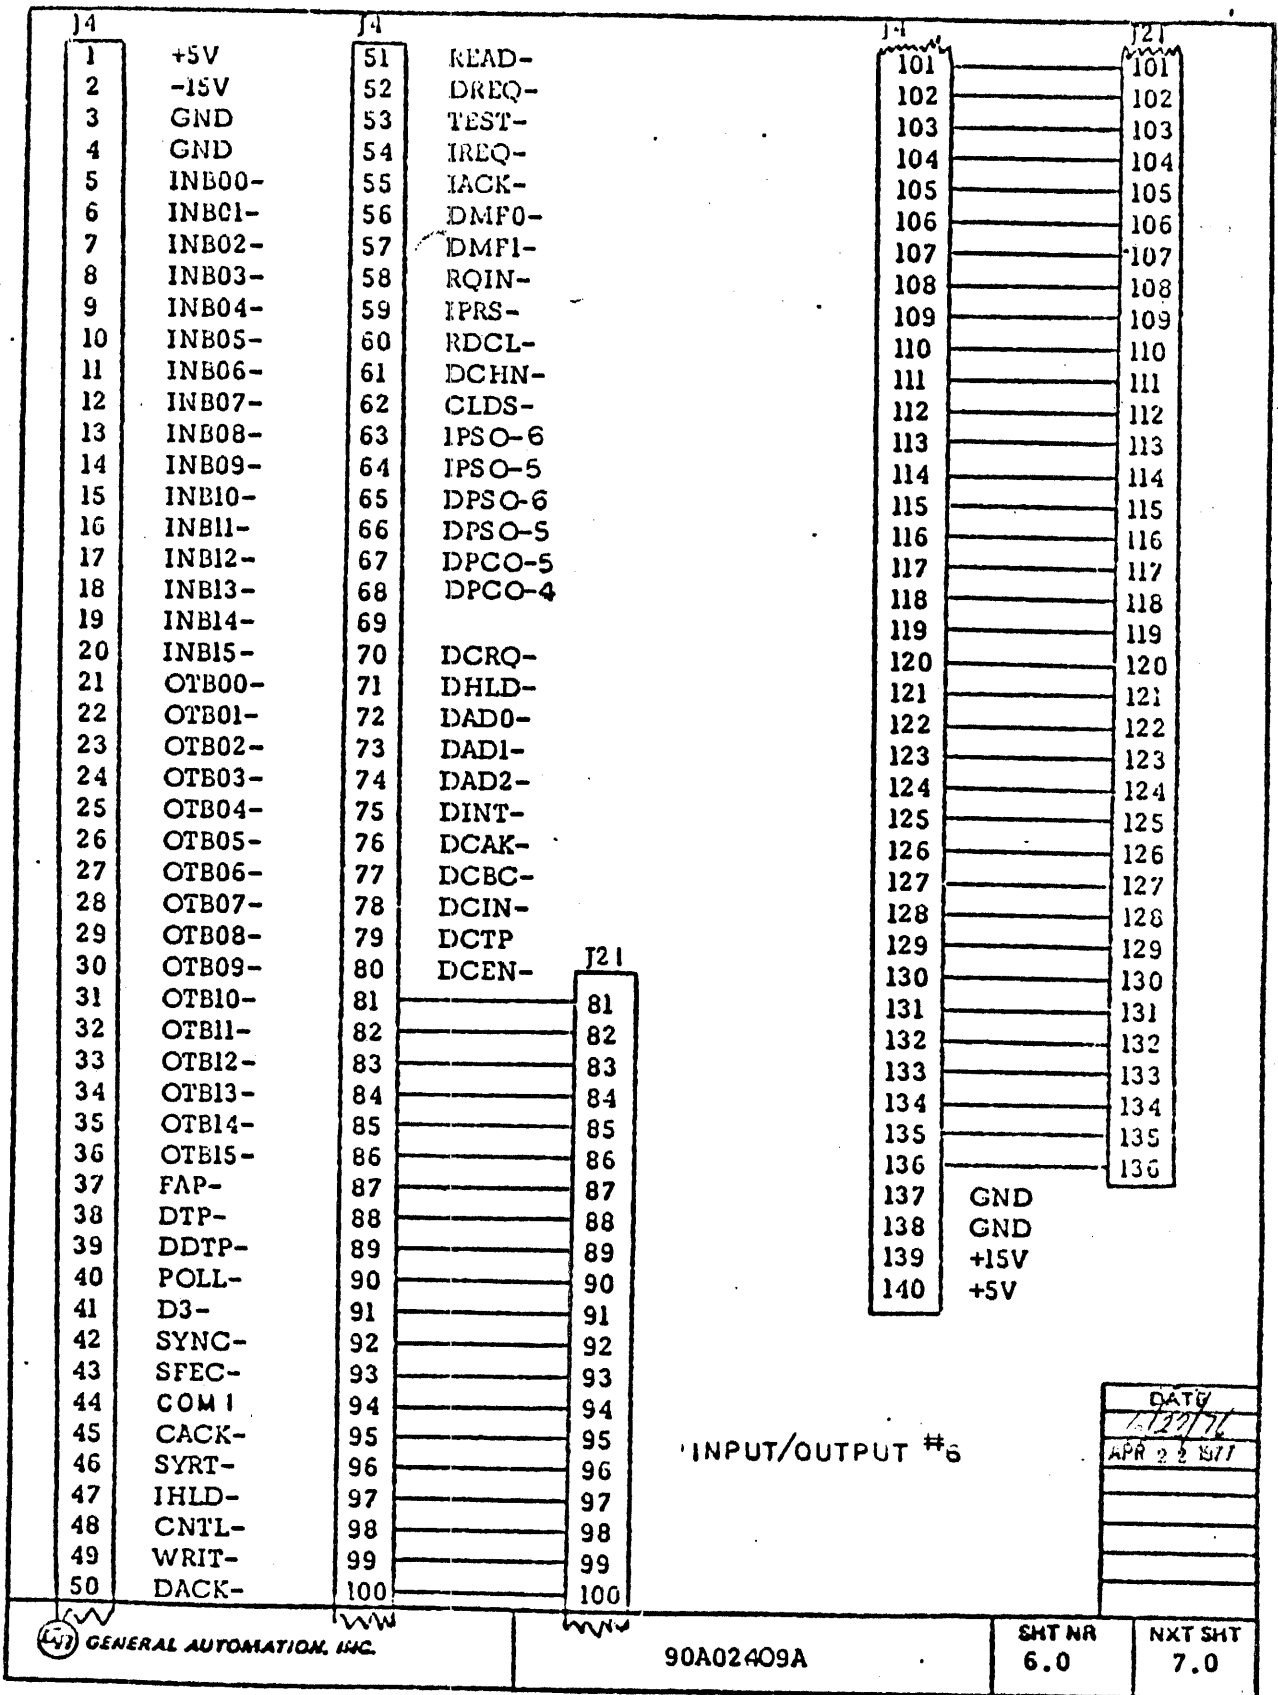 J4
1 +5V
2 -15V
3 GND
4 GND
5 INB00-
6 INB01-
7 INB02-
8 INB03-
9 INB04-
10 INB05-
11 INB06-
12 INB07-
13 INB08-
14 INB09-
15 INB10-
16 INB11-
17 INB12-
18 INB13-
19 INB14-
20 INB15-
21 OTB00-
22 OTB01-
23 OTB02-
24 OTB03-
25 OTB04-
26 OTB05-
27 OTB06-
28 OTB07-
29 OTB08-
30 OTB09-
31 OTB10-
32 OTB11-
33 OTB12-
34 OTB13-
35 OTB14-
36 OTB15-
37 FAP-
38 DTP-
39 DDTP-
40 POLL-
41 D3-
42 SYNC-
43 SFEC-
44 COM1
45 CACK-
46 SYRT-
47 IHLD-
48 CNTL-
49 WRIT-
50 DACK-
J4
51 READ-
52 DREQ-
53 TEST-
54 IREQ-
55 IACK-
56 DMF0-
57 DMF1-
58 RQIN-
59 IPRS-
60 RDCL-
61 DCHN-
62 CLDS-
63 IPSO-6
64 IPSO-5
65 DPSO-6
66 DPSO-5
67 DPCO-5
68 DPCO-4
69
70 DCRQ-
71 DHLD-
72 DAD0-
73 DAD1-
74 DAD2-
75 DINT-
76 DCAK-
77 DCBC-
78 DCIN-
79 DCTP
80 DCEN-
J21
81 81
82 82
83 83
84 84
85 85
86 86
87 87
88 88
89 89
90 90
91 91
92 92
93 93
94 94
95 95
96 96
97 97
98 98
99 99
100 100
J4 J21
101 101
102 102
103 103
104 104
105 105
106 106
107 107
108 108
109 109
110 110
111 111
112 112
113 113
114 114
115 115
116 116
117 117
118 118
119 119
120 120
121 121
122 122
123 123
124 124
125 125
126 126
127 127
128 128
129 129
130 130
131 131
132 132
133 133
134 134
135 135
136 136
137 GND
138 GND
139 +15V
140 +5V
INPUT/OUTPUT #6
DATE
APR 22 1977
GENERAL AUTOMATION, INC.
90A02409A
SHT NR
6.0
NXT SHT
7.0